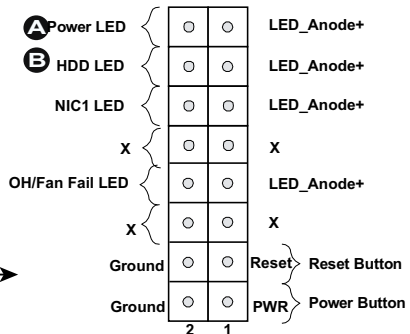 A Power LED LED_Anode+
B HDD LED LED_Anode+
NIC1 LED LED_Anode+
X X
OH/Fan Fail LED LED_Anode+
X X
Ground Reset Reset Button
Ground PWR Power Button
2 1